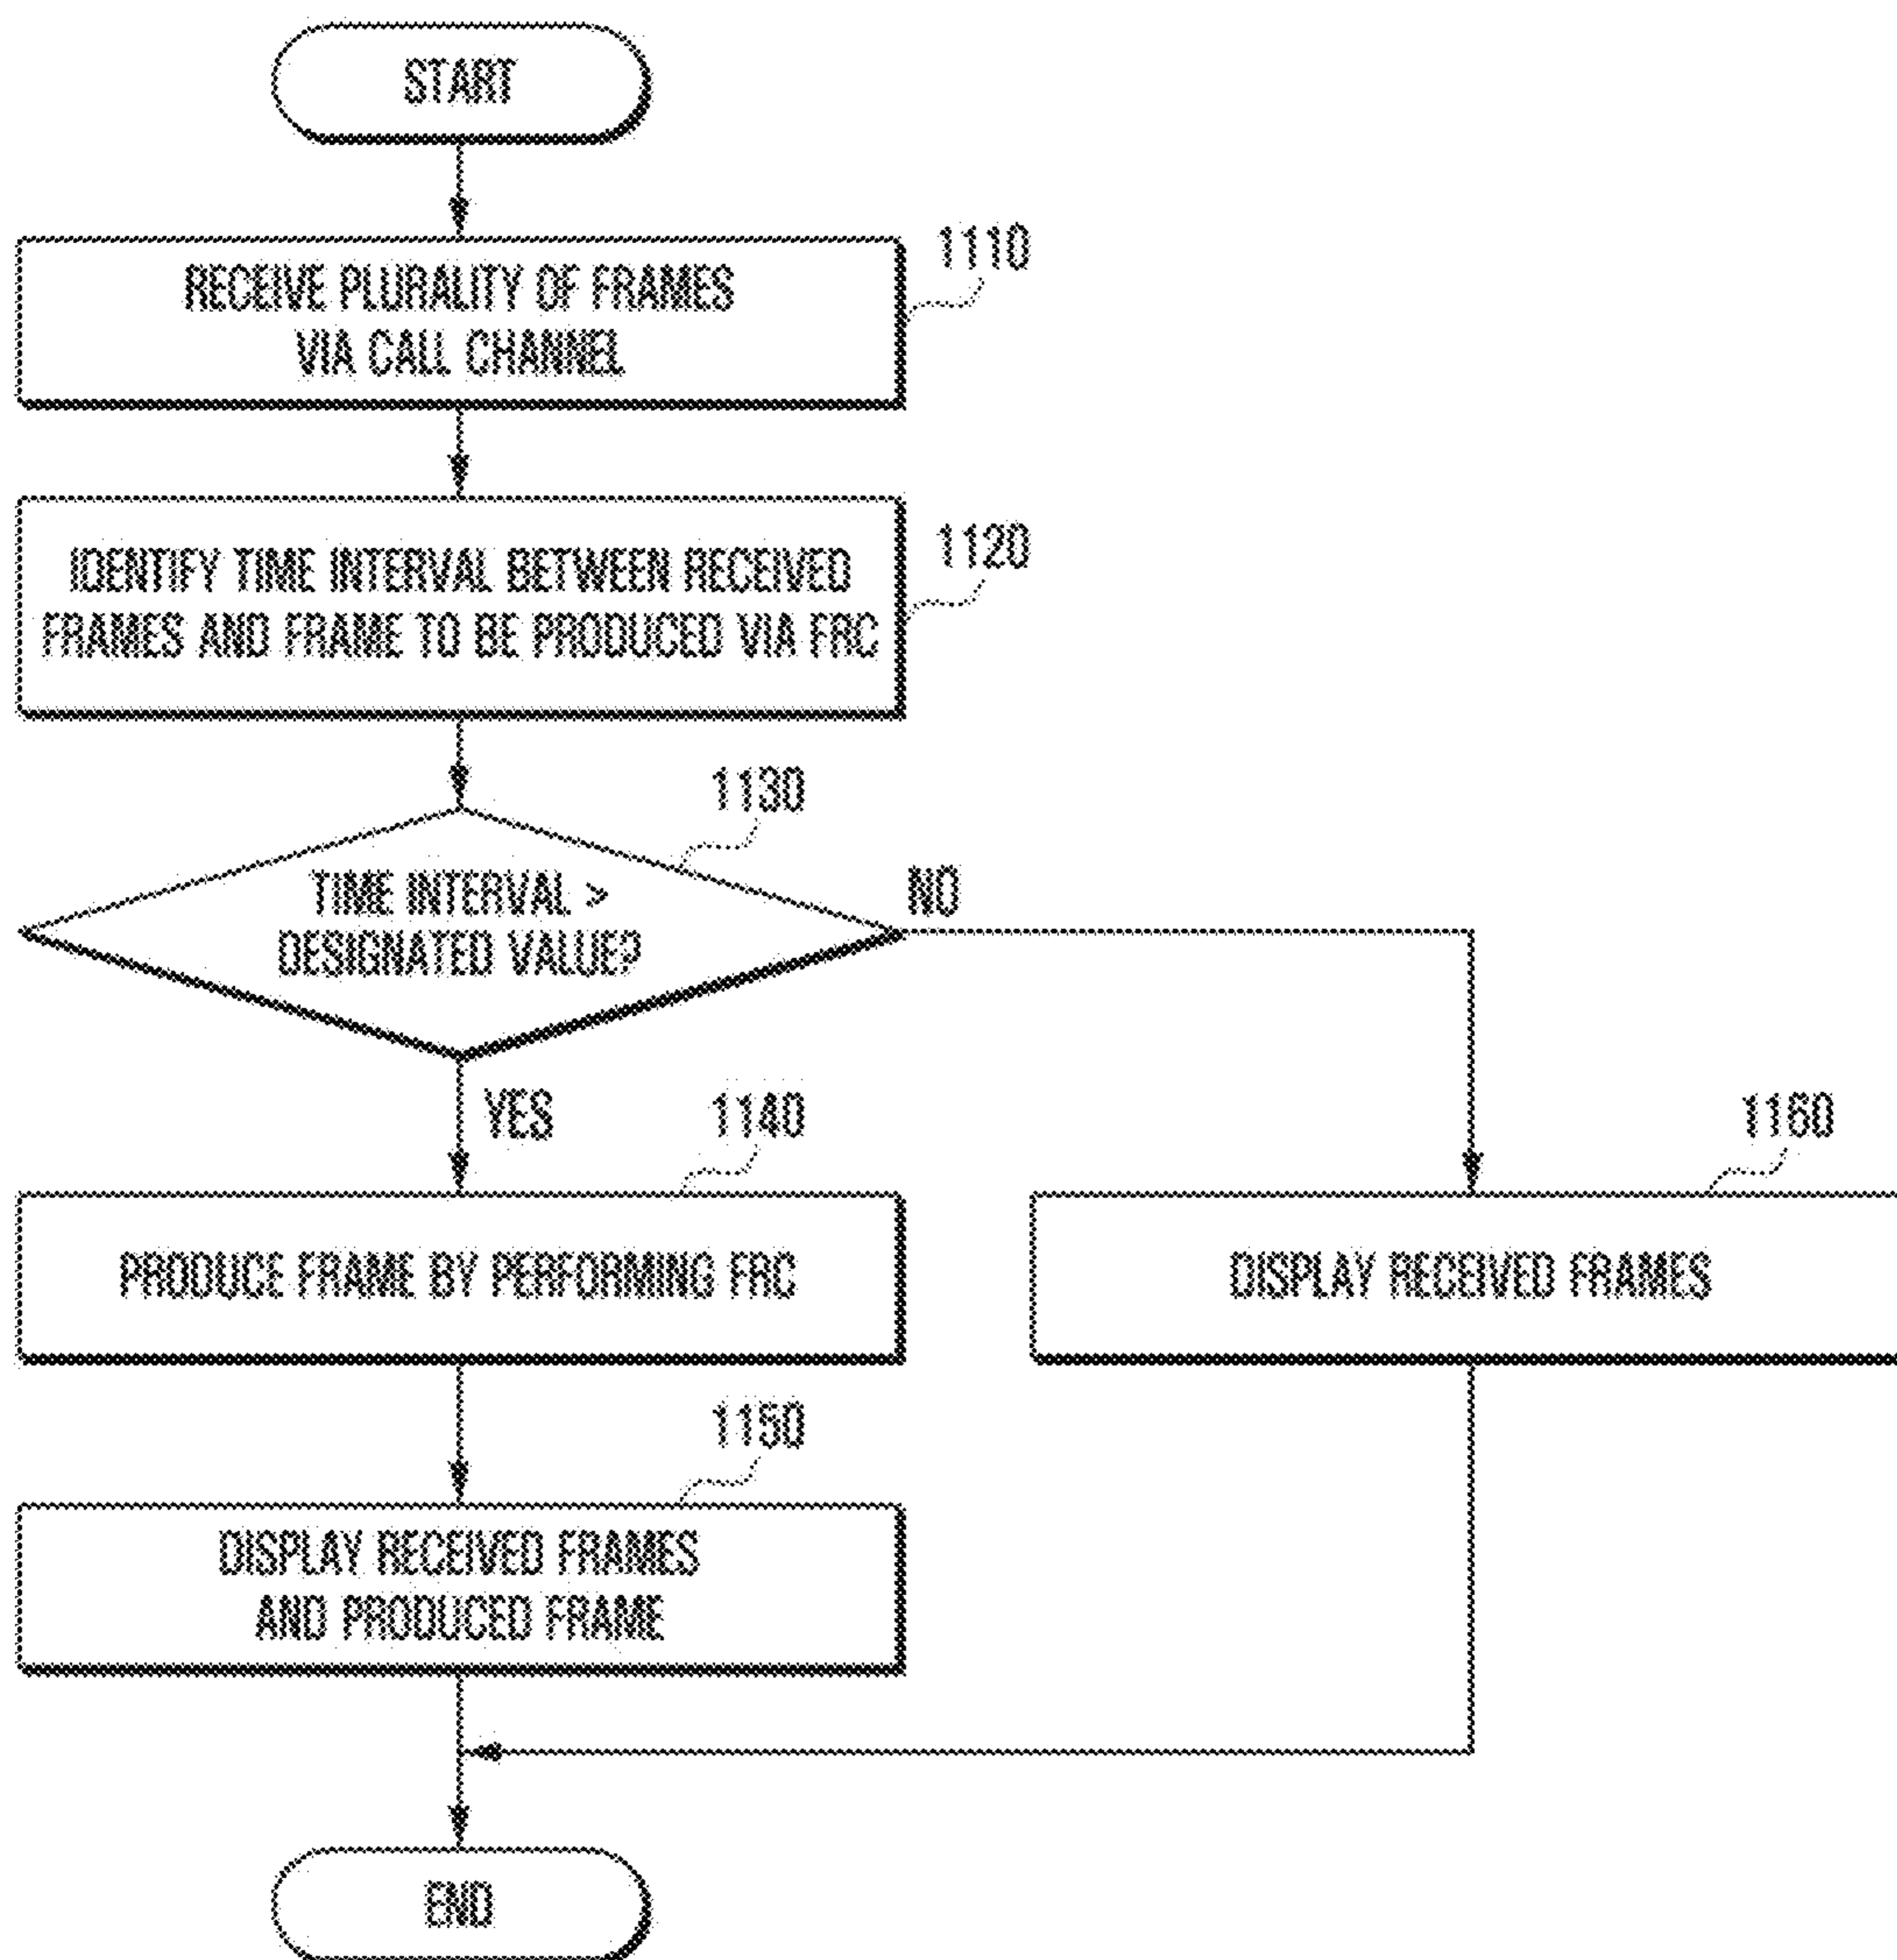 START
1110
RECEIVE PLURALITY OF FRAMES
VIA CALL CHANNEL
1120
IDENTIFY TIME INTERVAL BETWEEN RECEIVED
FRAMES AND FRAME TO BE PRODUCED VIA FRC
1130
TIME INTERVAL >
DESIGNATED VALUE?
NO
YES
1140
1160
PRODUCE FRAME BY PERFORMING FRC
DISPLAY RECEIVED FRAMES
1150
DISPLAY RECEIVED FRAMES
AND PRODUCED FRAME
END